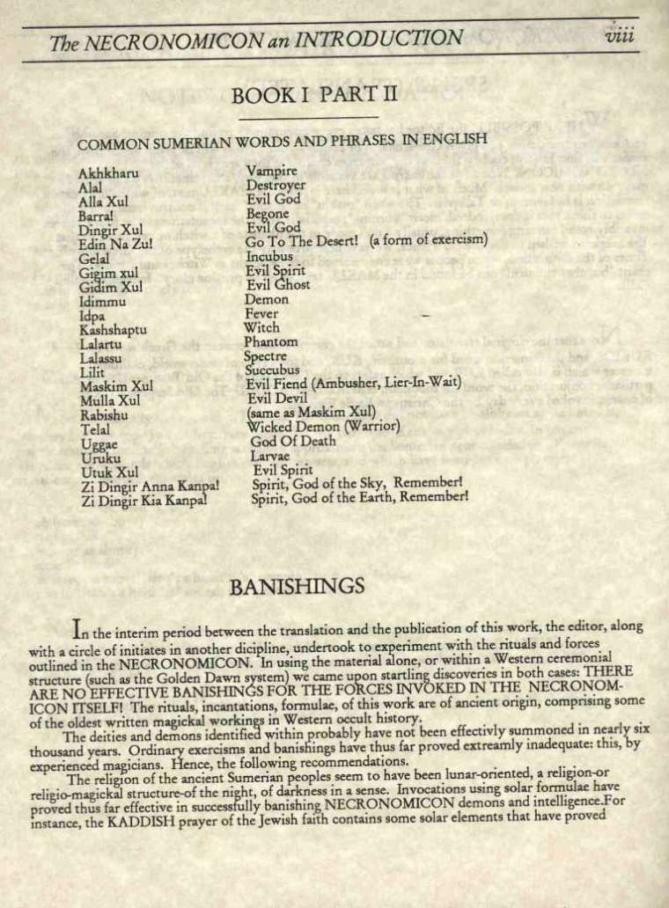 The NECRONOMICON an INTRODUCTION viii
BOOK I PART II
COMMON SUMERIAN WORDS AND PHRASES IN ENGLISH
Akhkharu Vampire
Alal Destroyer
Alla Xul Evil God
Barra! Begone
Dingir Xul Evil God
Edin Na Zu! Go To The Desert! (a form of exercism)
Gelal Incubus
Gigim xul Evil Spirit
Gidim Xul Evil Ghost
Idimmu Demon
Idpa Fever
Kashshaptu Witch
Lalartu Phantom
Lalassu Spectre
Lilit Succubus
Maskim Xul Evil Fiend (Ambusher, Lier-In-Wait)
Mulla Xul Evil Devil
Rabishu (same as Maskim Xul)
Telal Wicked Demon (Warrior)
Uggae God Of Death
Uruku Larvae
Utuk Xul Evil Spirit
Zi Dingir Anna Kanpa! Spirit, God of the Sky, Remember!
Zi Dingir Kia Kanpa! Spirit, God of the Earth, Remember!
BANISHINGS
In the interim period between the translation and the publication of this work, the editor, along
with a circle of initiates in another dicipline, undertook to experiment with the rituals and forces
outlined in the NECRONOMICON. In using the material alone, or within a Western ceremonial
structure (such as the Golden Dawn system) we came upon startling discoveries in both cases: THERE
ARE NO EFFECTIVE BANISHINGS FOR THE FORCES INVOKED IN THE NECRONOM-
ICON ITSELF! The rituals, incantations, formulae, of this work are of ancient origin, comprising some
of the oldest written magickal workings in Western occult history.
The deities and demons identified within probably have not been effectivly summoned in nearly six
thousand years. Ordinary exercisms and banishings have thus far proved extreamly inadequate: this, by
experienced magicians. Hence, the following recommendations.
The religion of the ancient Sumerian peoples seem to have been lunar-oriented, a religion-or
religio-magickal structure-of the night, of darkness in a sense. Invocations using solar formulae have
proved thus far effective in successfully banishing NECRONOMICON demons and intelligence.For
instance, the KADDISH prayer of the Jewish faith contains some solar elements that have proved